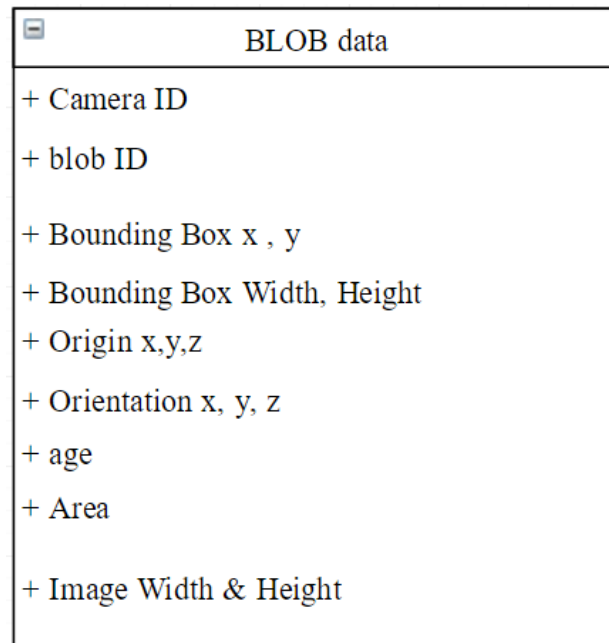 BLOB data
+ Camera ID
+ blob ID
+ Bounding Box x , y
+ Bounding Box Width, Height
+ Origin x,y,z
+ Orientation x, y, z
+ age
+ Area
+ Image Width & Height